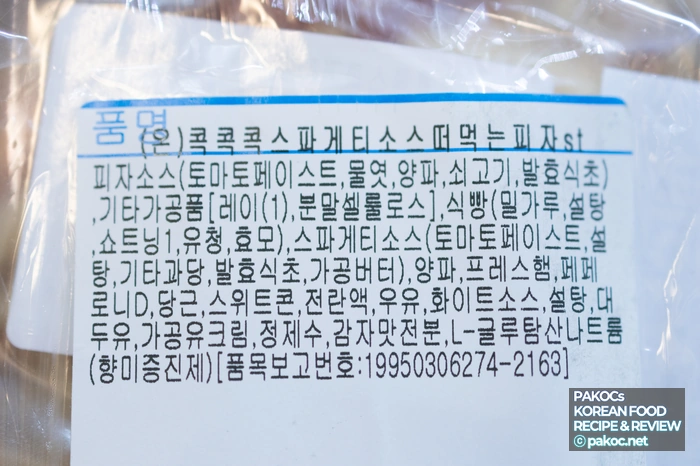 품명
(온)콕콕콕스파게티소스떠먹는피자st
피자소스(토마토페이스트,물엿,양파,쇠고기,발효식초)
,기타가공품[레이(1),분말셀룰로스],식빵(밀가루,설탕
,쇼트닝1,유청,효모),스파게티소스(토마토페이스트,설
탕,기타과당,발효식초,가공버터),양파,프레스햄,페페
로니D,당근,스위트콘,전란액,우유,화이트소스,설탕,대
두유,가공유크림,정제수,감자맛전분,L-글루탐산나트륨
(향미증진제)[품목보고번호:19950306274-2163]
PAKOCs
KOREAN FOOD
RECIPE & REVIEW
© pakoc.net